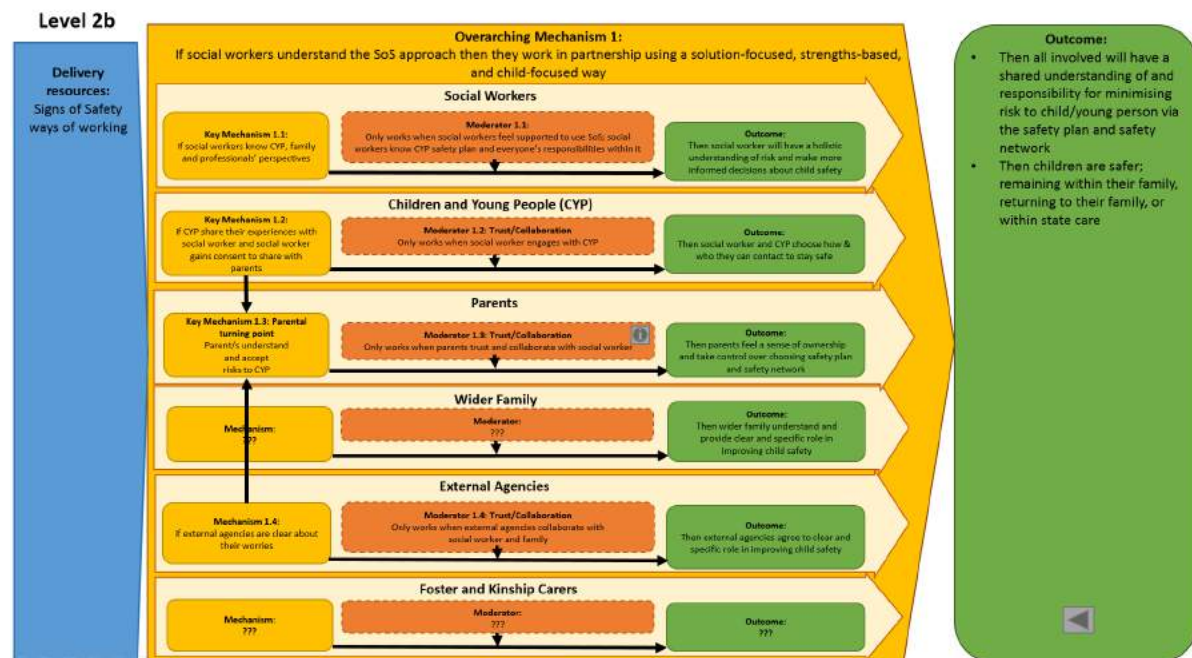 Level 2b
Delivery
resources:
Signs of Safety
ways of working
Overarching Mechanism 1:
If social workers understand the SoS approach then they work in partnership using a solution-focused, strengths-based,
and child-focused way
Social Workers
Key Mechanism 1.1:
If social workers know CYP, family
and professionals' perspectives
Moderator 1.1:
Only works when social workers feel supported to use SoS; social
workers know CYP safety plan and everyone's responsibilities within it
Outcome:
Then social worker will have a holistic
understanding of risk and make more
informed decisions about child safety
Children and Young People (CYP)
Key Mechanism 1.2:
If CYP share their experiences with
social worker and social worker
gains consent to share with
parents
Moderator 1.2: Trust/Collaboration
Only works when social worker engages with CYP
Outcome:
Then social worker and CYP choose how &
who they can contact to stay safe
Parents
Key Mechanism 1.3: Parental
turning point
Parent/s understand
and accept
risks to CYP
Moderator 1.3: Trust/Collaboration
Only works when parents trust and collaborate with social worker
Outcome:
Then parents feel a sense of ownership
and take control over choosing safety plan
and safety network
Wider Family
Mechanism:
???
Moderator:
???
Outcome:
Then wider family understand and
provide clear and specific role in
improving child safety
External Agencies
Mechanism 1.4:
If external agencies are clear about
their worries
Moderator 1.4: Trust/Collaboration
Only works when external agencies collaborate with
social worker and family
Outcome:
Then external agencies agree to clear and
specific role in improving child safety
Foster and Kinship Carers
Mechanism:
???
Moderator:
???
Outcome:
???
Outcome:
• Then all involved will have a
shared understanding of and
responsibility for minimising
risk to child/young person via
the safety plan and safety
network
• Then children are safer;
remaining within their family,
returning to their family, or
within state care